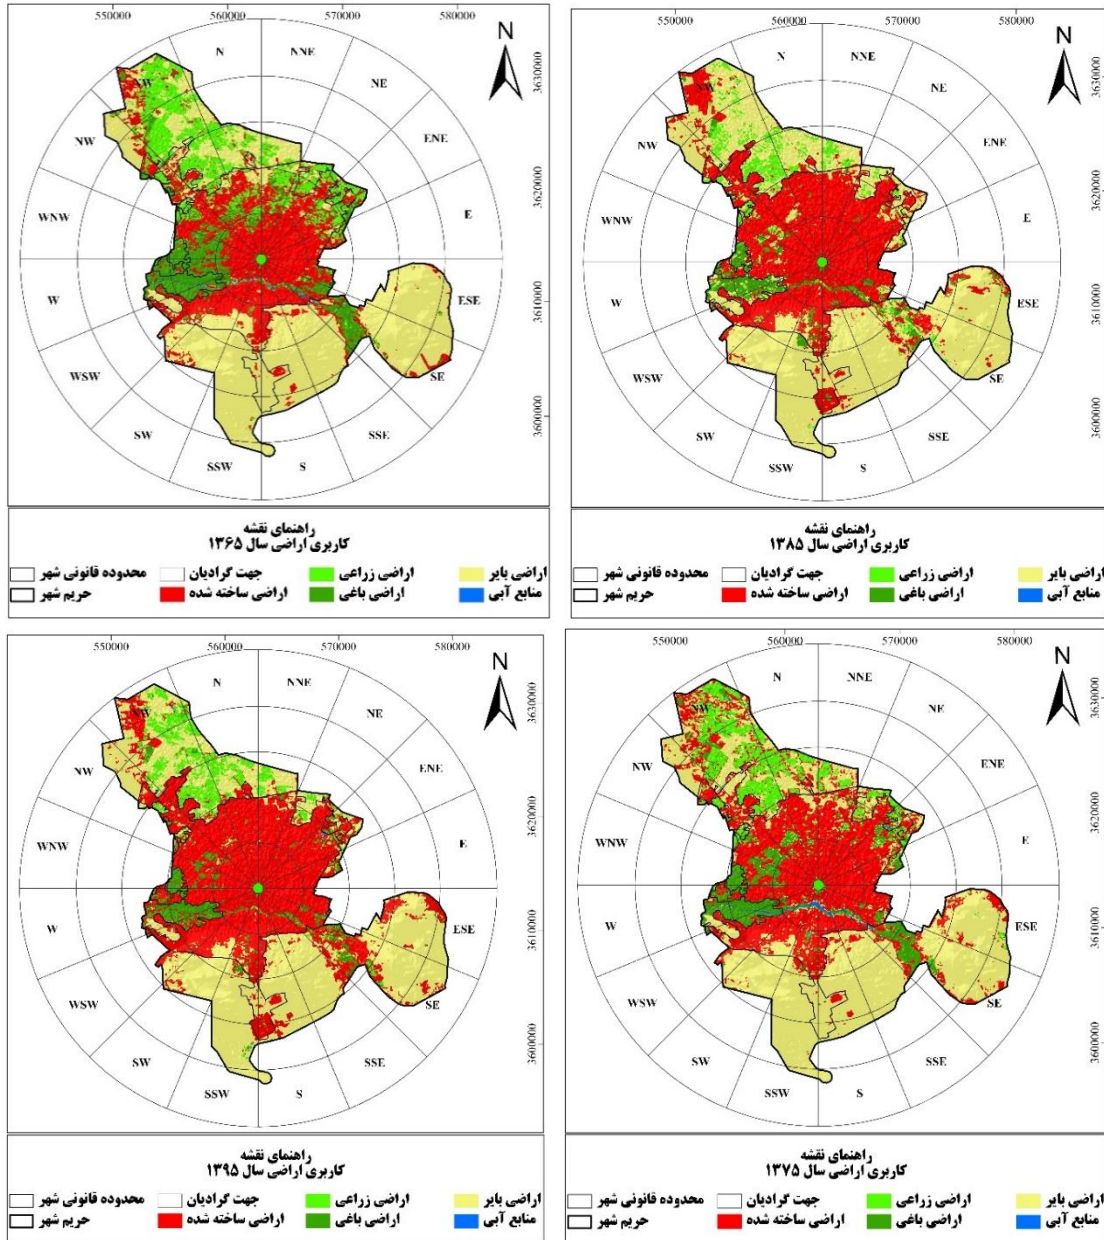 550000 560000 570000 580000
N
N NNE NE ENE E ESE SE SSE S SSW SW WSW W WNW NW NW
3630000 3620000 3610000 3600000
راهنمای نقشه
کاربری اراضی سال ۱۳۶۵
محدوده قانونی شهر جهت گرادیان اراضی زراعی اراضی بایر
حریم شهر اراضی ساخته شده اراضی باغی منابع آبی
550000 560000 570000 580000
N
N NNE NE ENE E ESE SE SSE S SSW SW WSW W WNW NW NW
3630000 3620000 3610000 3600000
راهنمای نقشه
کاربری اراضی سال ۱۳۸۵
محدوده قانونی شهر جهت گرادیان اراضی زراعی اراضی بایر
حریم شهر اراضی ساخته شده اراضی باغی منابع آبی
550000 560000 570000 580000
N
N NNE NE ENE E ESE SE SSE S SSW SW WSW W WNW NW NW
3630000 3620000 3610000 3600000
راهنمای نقشه
کاربری اراضی سال ۱۳۹۵
محدوده قانونی شهر جهت گرادیان اراضی زراعی اراضی بایر
حریم شهر اراضی ساخته شده اراضی باغی منابع آبی
550000 560000 570000 580000
N
N NNE NE ENE E ESE SE SSE S SSW SW WSW W WNW NW NW
3630000 3620000 3610000 3600000
راهنمای نقشه
کاربری اراضی سال ۱۳۷۵
محدوده قانونی شهر جهت گرادیان اراضی زراعی اراضی بایر
حریم شهر اراضی ساخته شده اراضی باغی منابع آبی